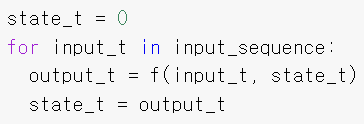 state_t = 0
for input_t in input_sequence:
  output_t = f(input_t, state_t)
  state_t = output_t